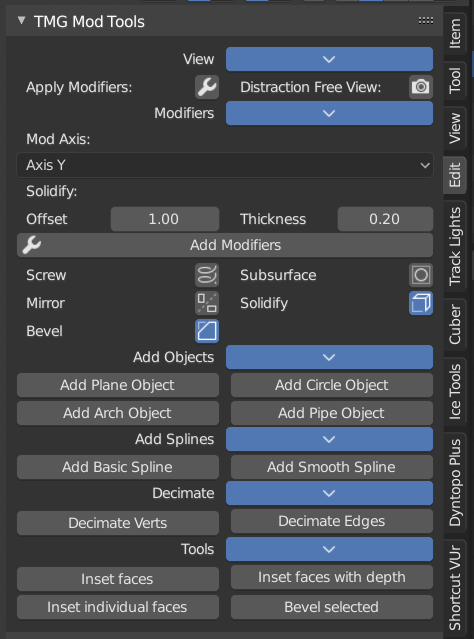 TMG Mod Tools
View
Apply Modifiers:
Distraction Free View:
Modifiers
Mod Axis:
Axis Y
Solidify:
Offset 1.00 Thickness 0.20
Add Modifiers
Screw
Subsurface
Mirror
Solidify
Bevel
Add Objects
Add Plane Object
Add Circle Object
Add Arch Object
Add Pipe Object
Add Splines
Add Basic Spline
Add Smooth Spline
Decimate
Decimate Verts
Decimate Edges
Tools
Inset faces
Inset faces with depth
Inset individual faces
Bevel selected
Item
Tool
View
Edit
Track Lights
Cuber
Ice Tools
Dyntopo Plus
Shortcut VUr